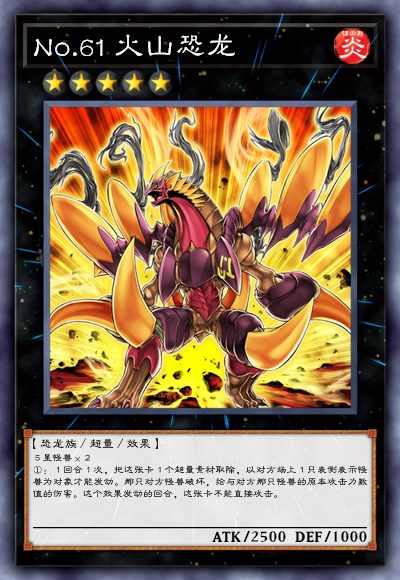 No.61 火山恐龙
ほのお
炎
61
【恐龙族／超量／效果】
５星怪兽×２
①：１回合１次，把这张卡１个超量素材取除，以对方场上１只表侧表示怪
兽为对象才能发动。那只对方怪兽破坏，给与对方那只怪兽的原本攻击力数
值的伤害。这个效果发动的回合，这张卡不能直接攻击。
ATK/2500 DEF/1000